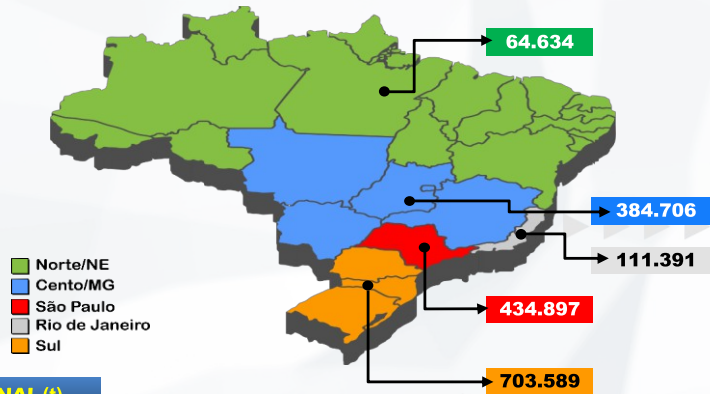 64.634
384.706
111.391
Norte/NE
Cento/MG
São Paulo
Rio de Janeiro
Sul
434.897
703.589
(t)